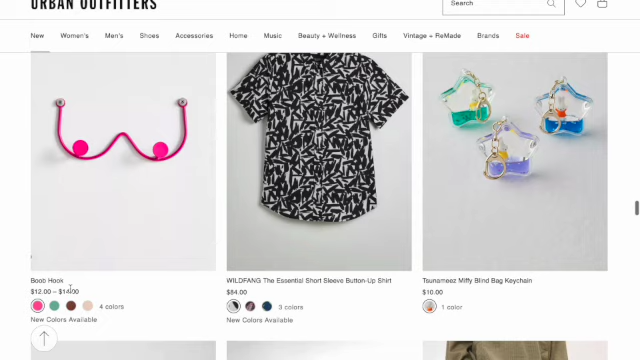 URBAN OUTFITTERS
Search
New Women's Men's Shoes Accessories Home Music Beauty + Wellness Gifts Vintage + ReMade Brands Sale
Boob Hook
$12.00 – $14.00
4 colors
New Colors Available
WILDFANG The Essential Short Sleeve Button-Up Shirt
$54.00
3 colors
New Colors Available
Tsunameez Miffy Blind Bag Keychain
$10.00
1 color